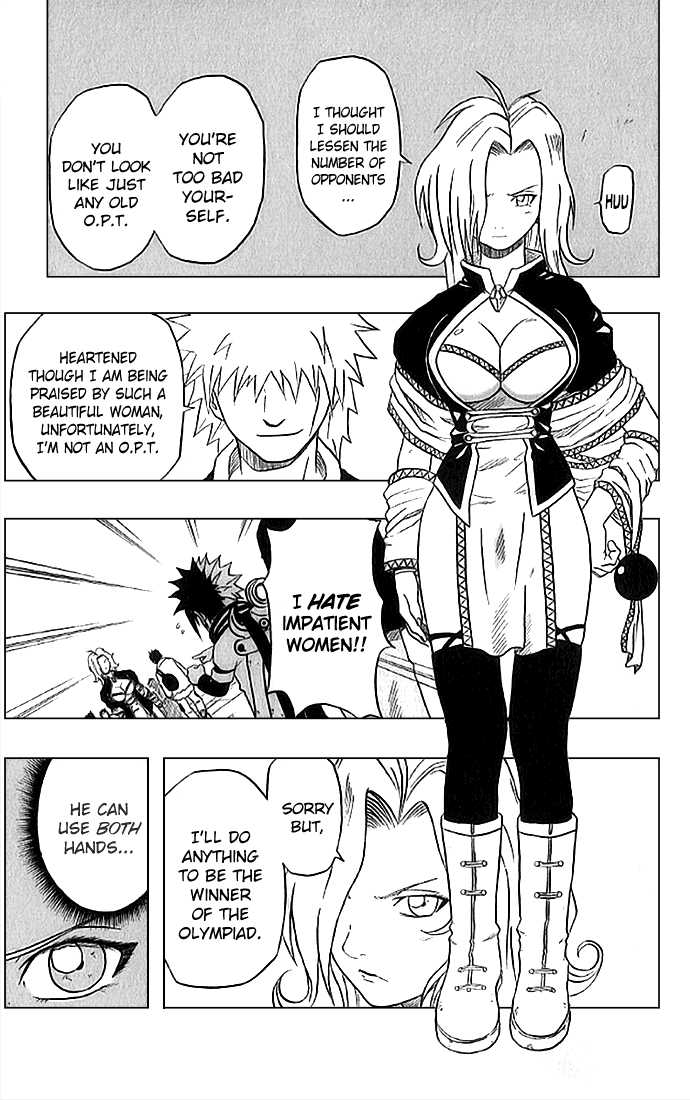 HUU
I THOUGHT
I SHOULD
LESSEN
THE
NUMBER OF
OPPONENTS
...
YOU'RE
NOT
TOO BAD
YOUR-
SELF.
YOU
DON'T LOOK
LIKE JUST
ANY OLD
O.P.T.
HEARTENED
THOUGH I AM BEING
PRAISED BY SUCH A
BEAUTIFUL WOMAN,
UNFORTUNATELY,
I'M NOT AN O.P.T.
I HATE
IMPATIENT
WOMEN!!
SORRY
BUT,
I'LL DO
ANYTHING
TO BE THE
WINNER
OF THE
OLYMPIAD.
HE CAN
USE BOTH
HANDS...